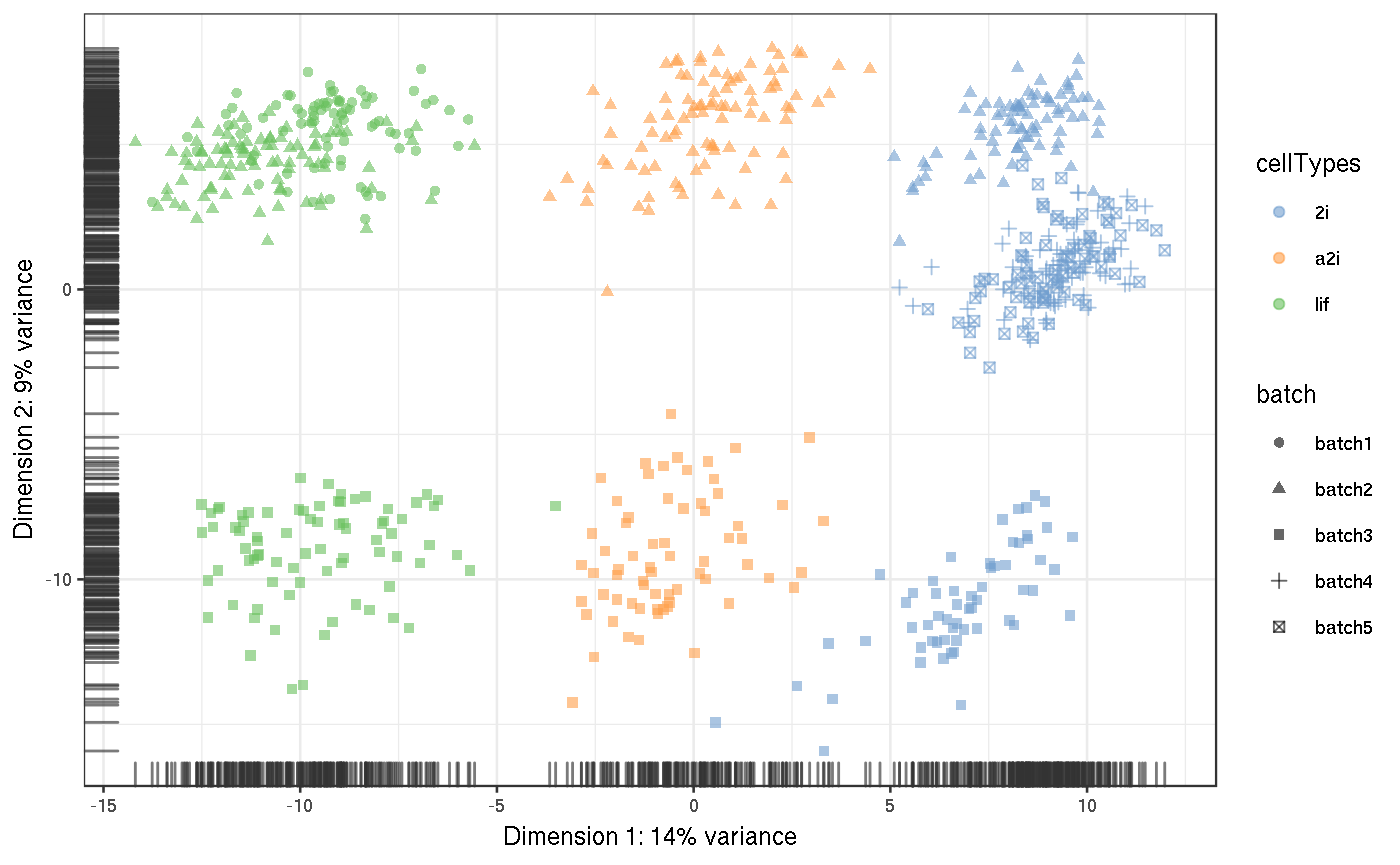 Dimension 2: 9% variance
0
-10
-15
-10
-5
0
5
10
Dimension 1: 14% variance
cellTypes
2i
a2i
lif
batch
batch1
batch2
batch3
batch4
batch5